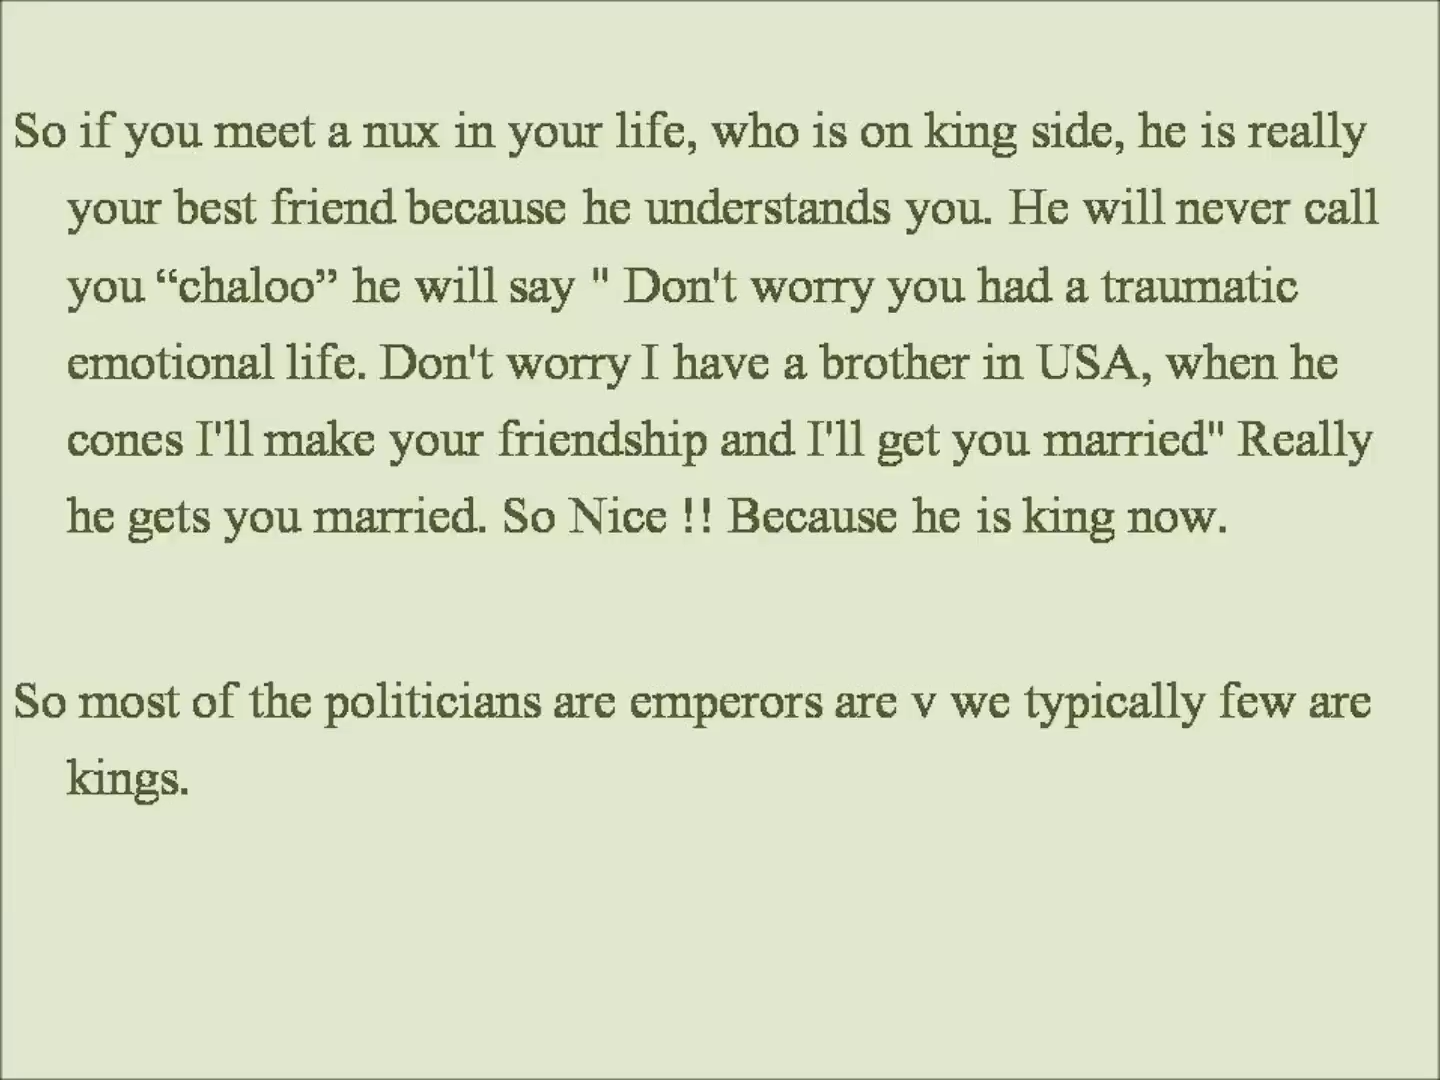 So if you meet a nux in your life, who is on king side, he is really
your best friend because he understands you. He will never call
you “chaloo” he will say " Don't worry you had a traumatic
emotional life. Don't worry I have a brother in USA, when he
cones I'll make your friendship and I'll get you married" Really
he gets you married. So Nice !! Because he is king now.
So most of the politicians are emperors are v we typically few are
kings.